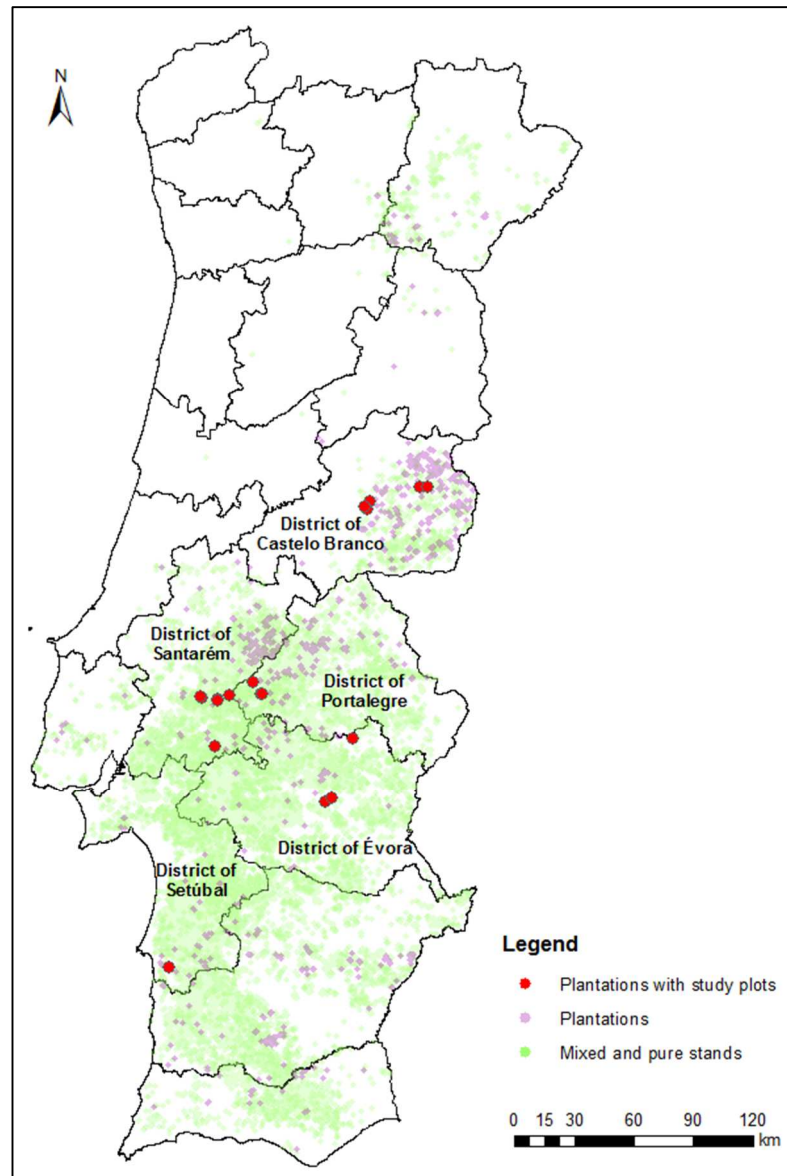 N
District of
Castelo Branco
District of
Santarém
District of
Portalegre
District of Évora
District of
Setúbal
Legend
Plantations with study plots
Plantations
Mixed and pure stands
0 15 30 60 90 120
km